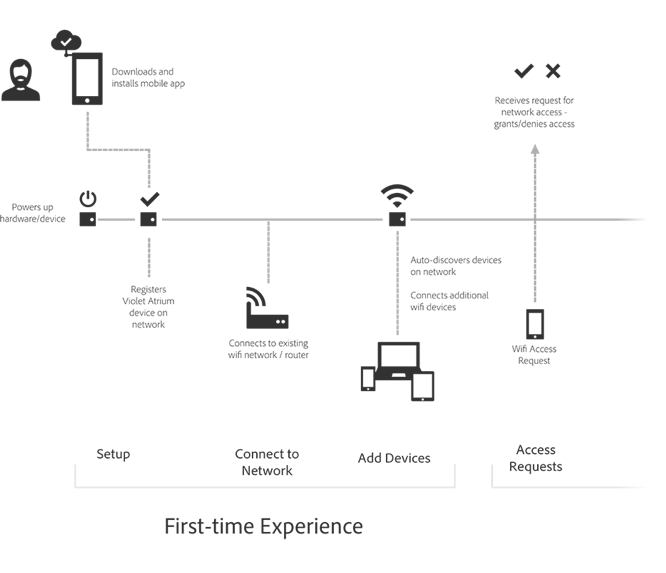 Downloads and
installs mobile app
Receives request for
network access -
grants/denies access
Powers up
hardware/device
Auto-discovers devices
on network
Connects additional
wifi devices
Registers
Violet Atrium
device on
network
Connects to existing
wifi network / router
Wifi Access
Request
Setup
Connect to
Network
Add Devices
Access
Requests
First-time Experience